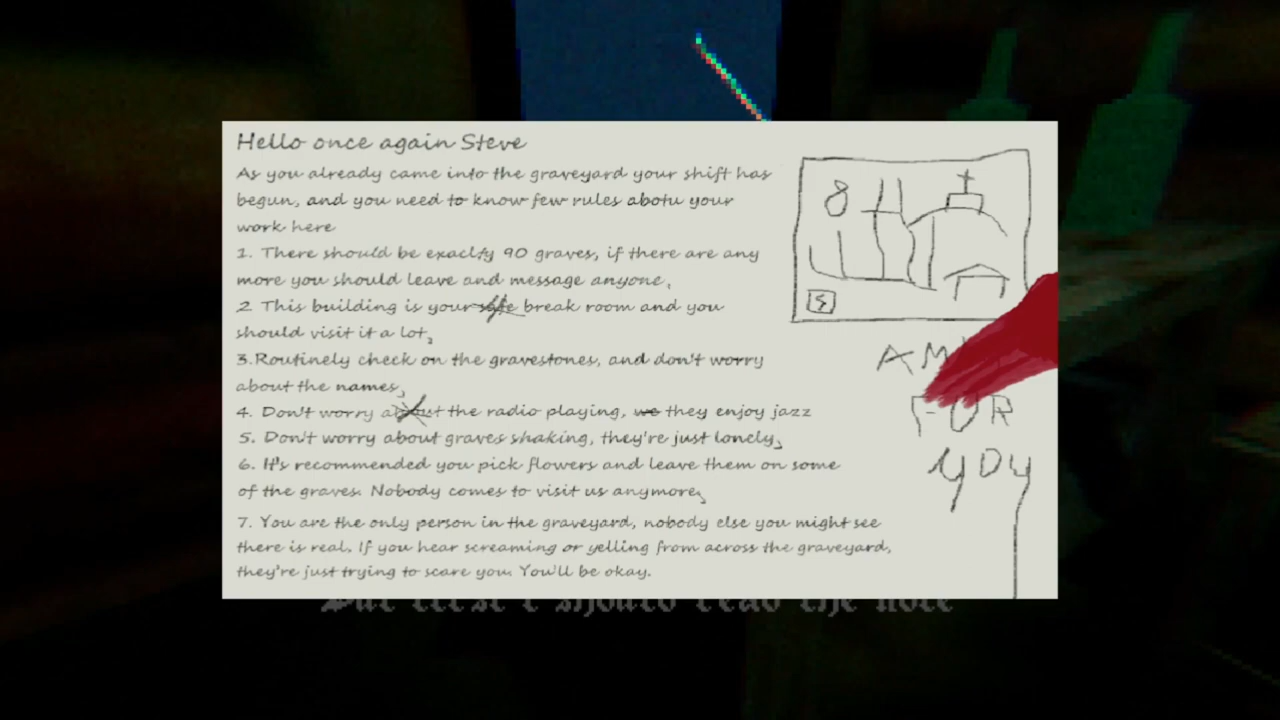 Hello once again Steve
As you already came into the graveyard your shift has
begun, and you need to know few rules abotu your
work here
1. There should be exaclty 90 graves, if there are any
more you should leave and message anyone,
2 This building is your safe break room and you
should visit it a lot,
3.Routinely check on the gravestones, and don't worry
about the names,
4. Don't worry about the radio playing, we they enjoy jazz
5. Don't worry about graves shaking, they're just lonely,
6. It's recommended you pick flowers and leave them on some
of the graves. Nobody comes to visit us anymore,
7. You are the only person in the graveyard, nobody else you might see
there is real. If you hear screaming or yelling from across the graveyard,
they're just trying to scare you. You'll be okay.
8
FOR
yoy
But first I should read the note